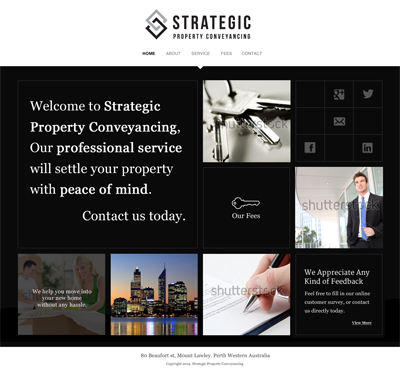 STRATEGIC
PROPERTY CONVEYANCING
HOME ABOUT SERVICE FEES CONTACT
Welcome to Strategic
Property Conveyancing,
Our professional service
will settle your property
with peace of mind.
Contact us today.
shutterstock
Our Fees
shutterstock
We help you move into
your new home
without any hassle.
shutterstock
We Appreciate Any
Kind of Feedback
Feel free to fill in our online
customer survey, or contact
us directly today.
View More
80 Beaufort st, Mount Lawley. Perth Western Australia
Copyright 2013 Strategic Property Conveyancing